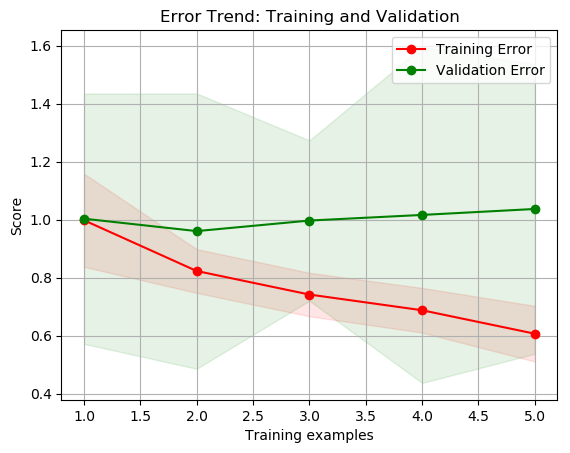 Error Trend: Training and Validation
Training Error
Validation Error
Score
1.6
1.4
1.2
1.0
0.8
0.6
0.4
1.0 1.5 2.0 2.5 3.0 3.5 4.0 4.5 5.0
Training examples